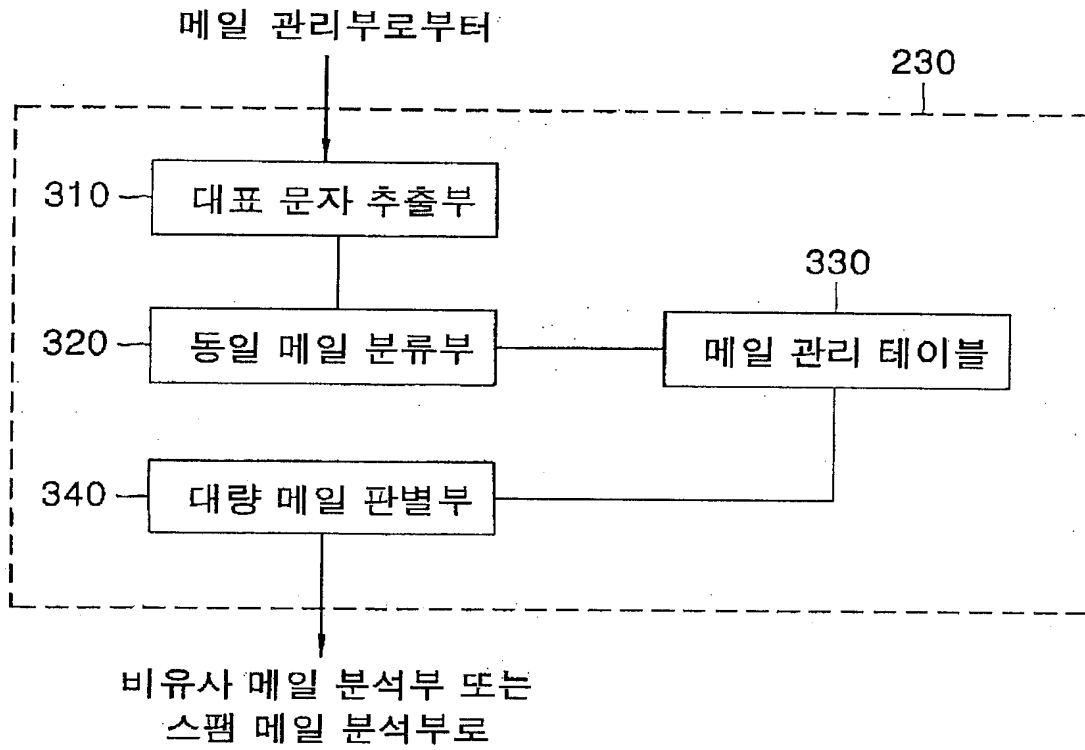 메일 관리부로부터
230
310
대표 문자 추출부
330
320
동일 메일 분류부
메일 관리 테이블
340
대량 메일 판별부
비유사 메일 분석부 또는
스팸 메일 분석부로